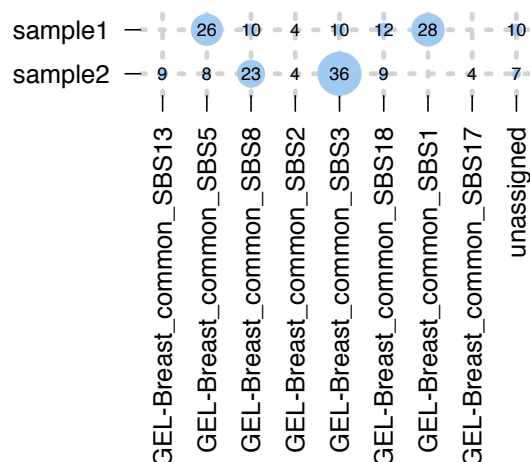 sample1 26 10 4 10 12 28 10
sample2 9 8 23 4 36 9 4 7
GEL-Breast_common_SBS13
GEL-Breast_common_SBS5
GEL-Breast_common_SBS8
GEL-Breast_common_SBS2
GEL-Breast_common_SBS3
GEL-Breast_common_SBS18
GEL-Breast_common_SBS1
GEL-Breast_common_SBS17
unassigned